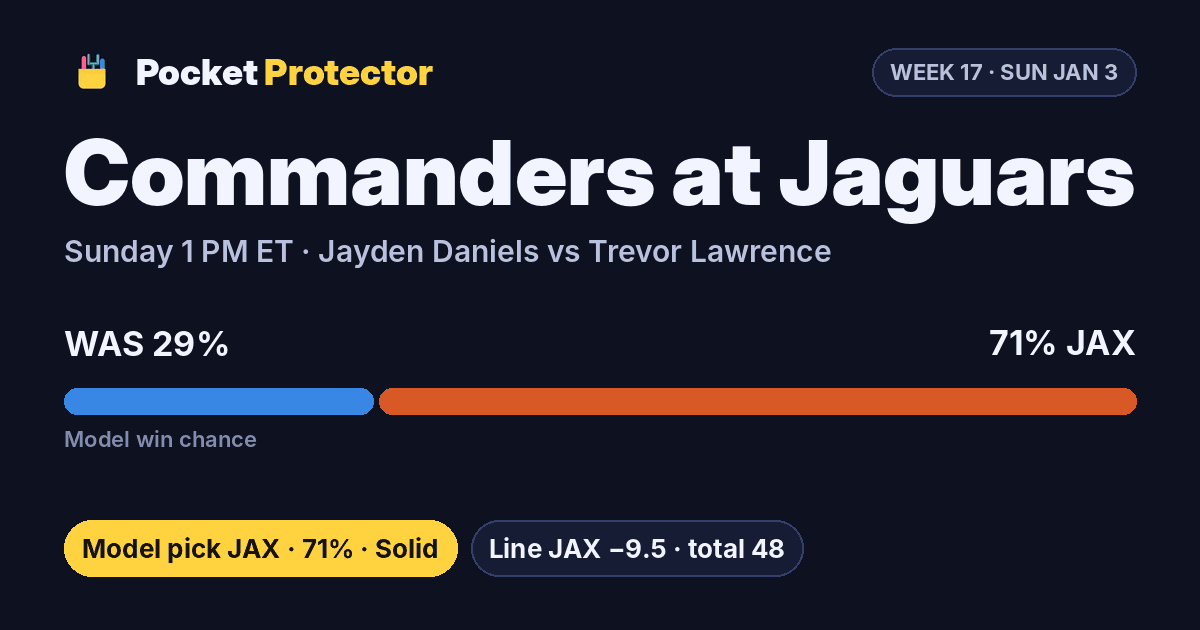 Pocket Protector
WEEK 17 · SUN JAN 3
Commanders at Jaguars
Sunday 1 PM ET · Jayden Daniels vs Trevor Lawrence
WAS 29%
71% JAX
Model win chance
Model pick JAX · 71% · Solid
Line JAX −9.5 · total 48